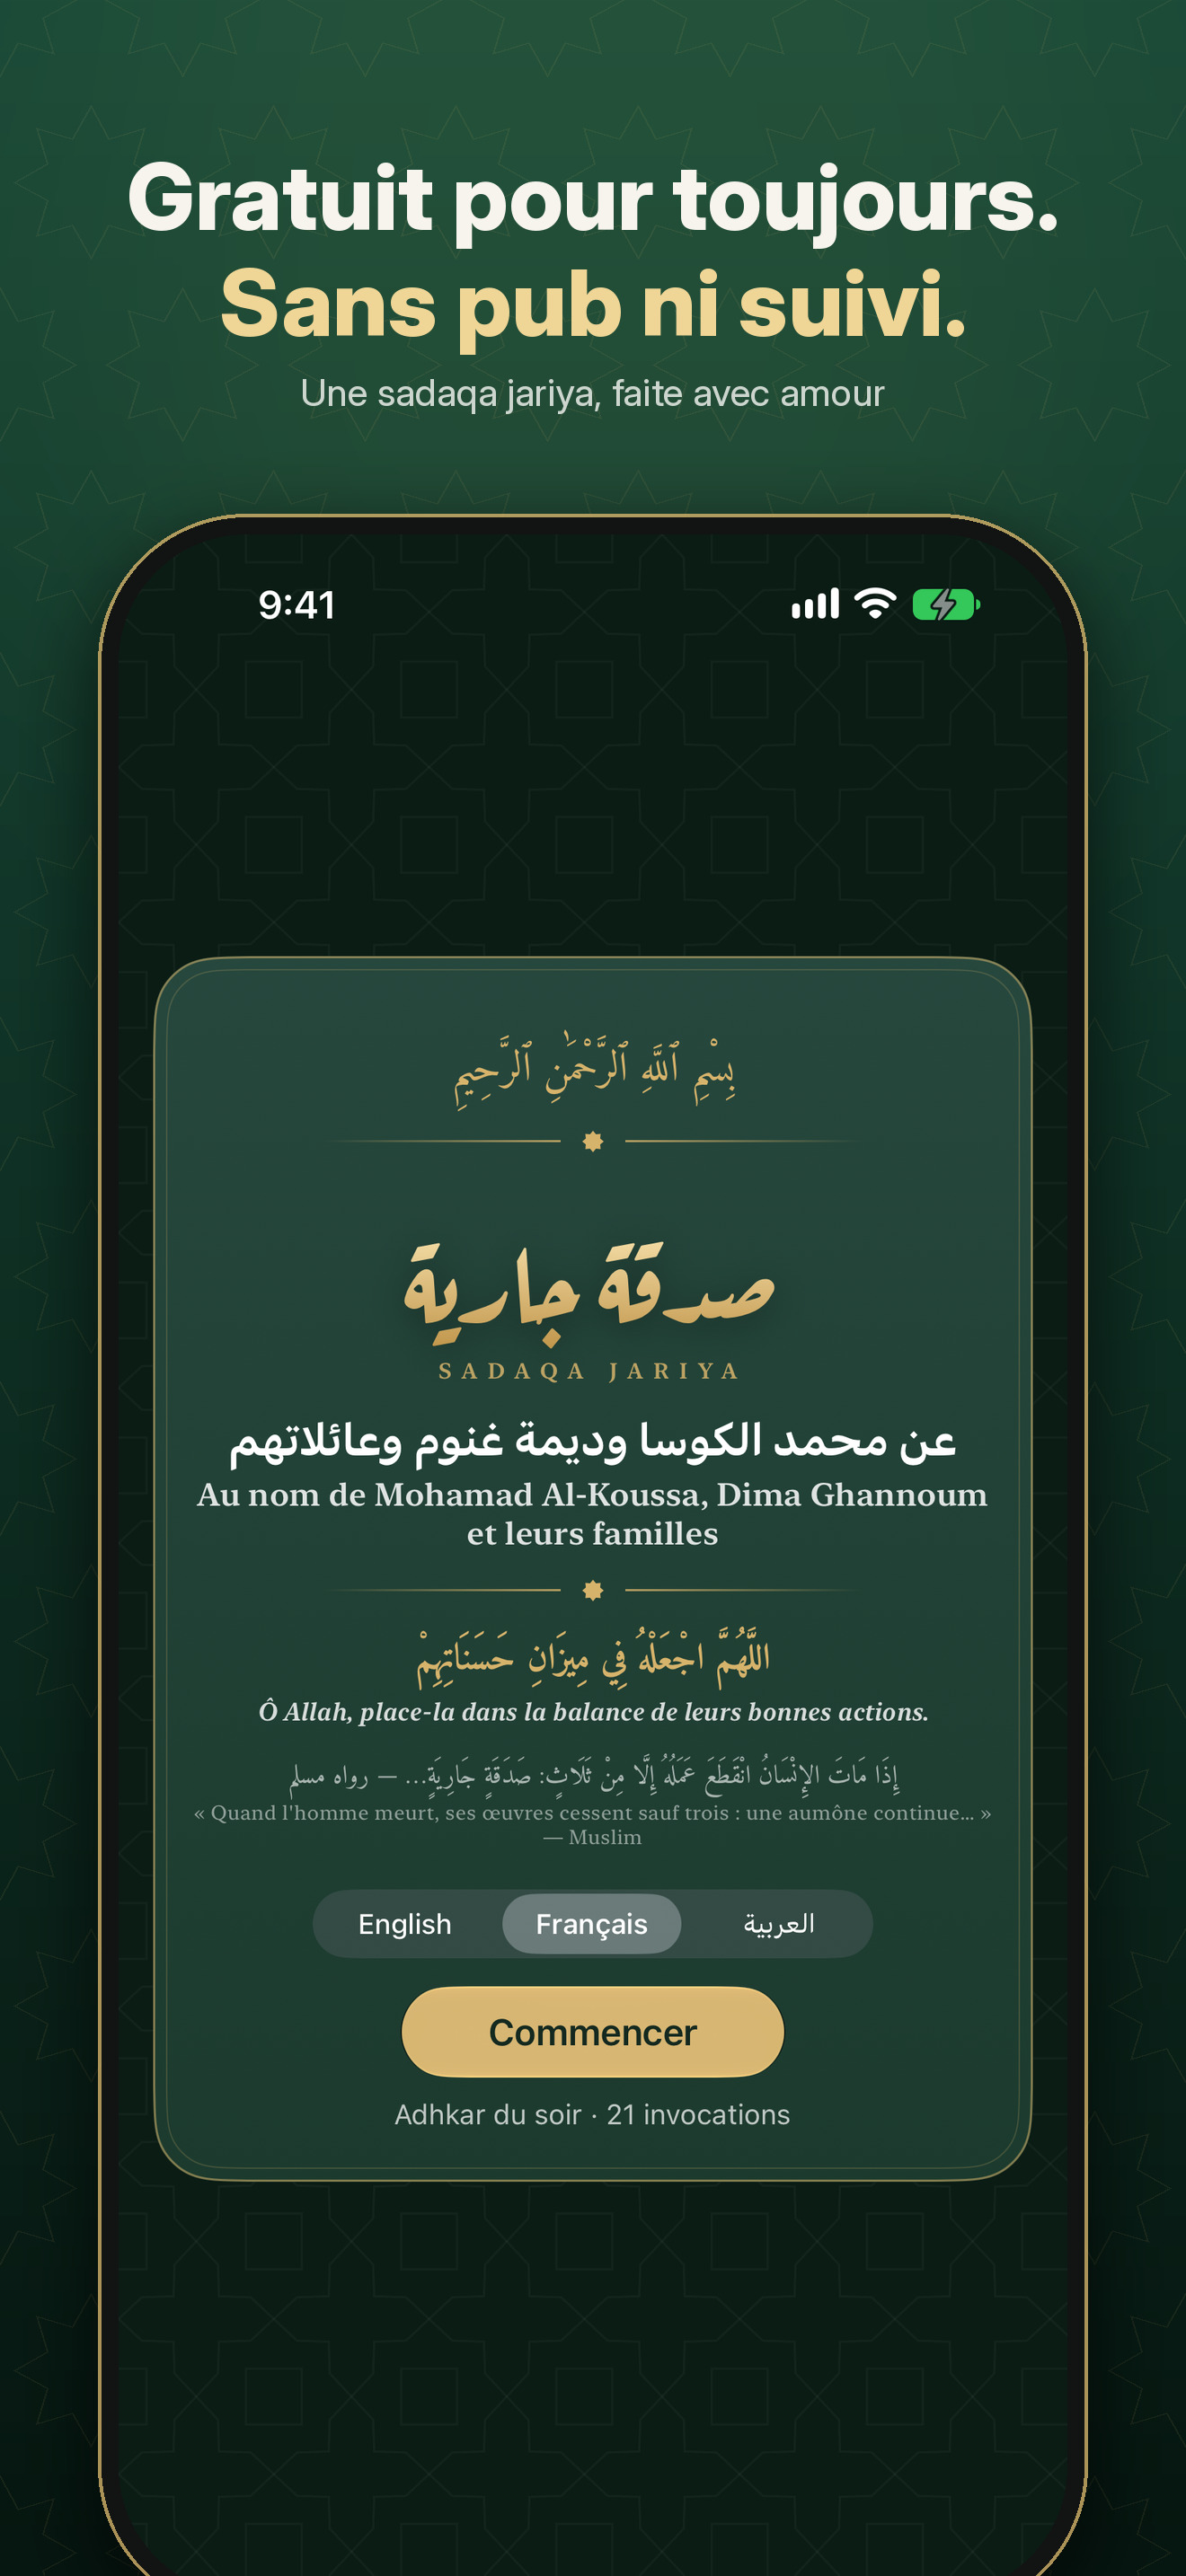 Gratuit pour toujours.
Sans pub ni suivi.
Une sadaqa jariya, faite avec amour
9:41
بِسْمِ ٱللَّهِ ٱلرَّحْمَٰنِ ٱلرَّحِيمِ
صدقة جارية
SADAQA JARIYA
عن محمد الكوسا وديمة غنوم وعائلاتهم
Au nom de Mohamad Al-Koussa, Dima Ghannoum
et leurs familles
اللَّهُمَّ اجْعَلْهُ فِي مِيزَانِ حَسَنَاتِهِمْ
Ô Allah, place-la dans la balance de leurs bonnes actions.
إِذَا مَاتَ الإِنْسَانُ انْقَطَعَ عَمَلُهُ إِلَّا مِنْ ثَلَاثٍ: صَدَقَةٍ جَارِيَةٍ... — رواه مسلم
« Quand l'homme meurt, ses œuvres cessent sauf trois : une aumône continue... »
— Muslim
English Français العربية
Commencer
Adhkar du soir · 21 invocations